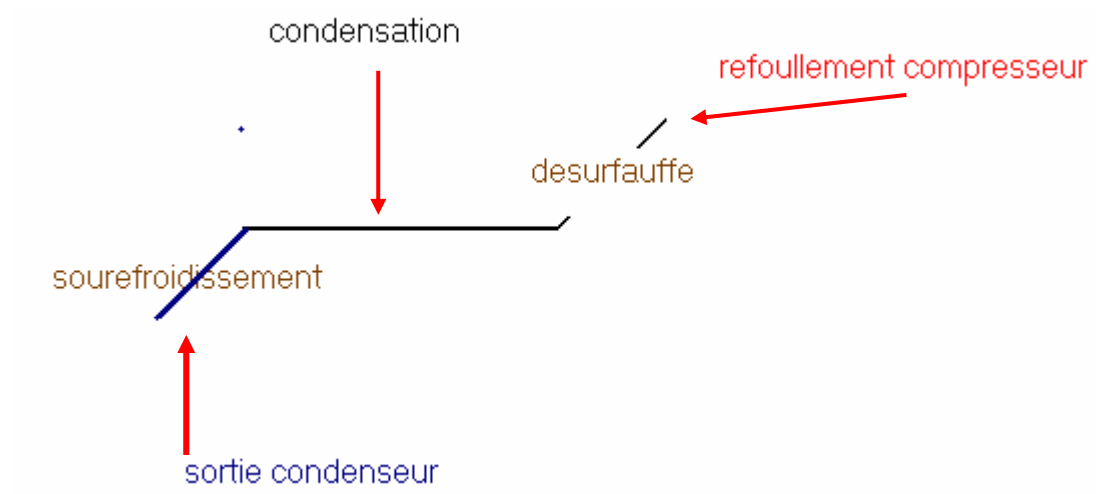 condensation
refoullement compresseur
desurfauffe
sourefroidissement
sortie condenseur